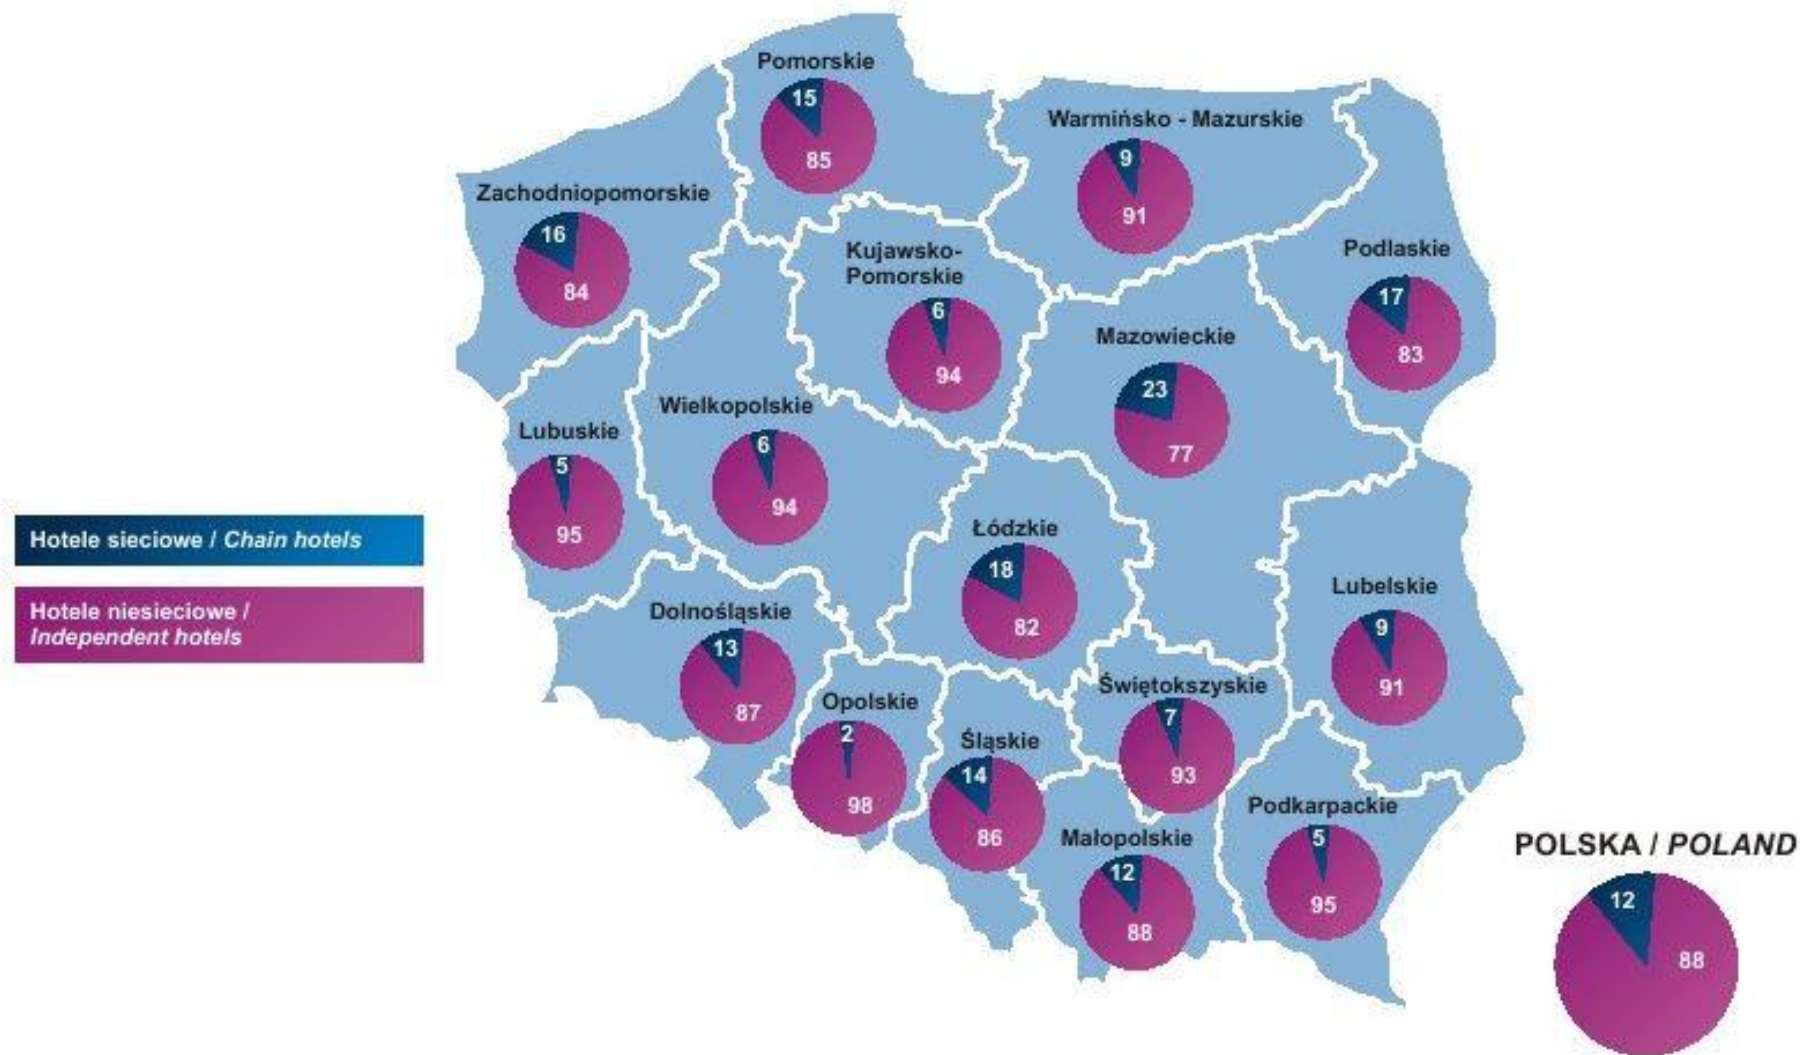 Pomorskie
15
85
Warmińsko - Mazurskie
9
91
Zachodniopomorskie
16
84
Kujawsko-
Pomorskie
6
94
Podlaskie
17
83
Mazowieckie
23
77
Wielkopolskie
6
94
Lubuskie
5
95
Hotele sieciowe / Chain hotels
Hotele niesieciowe /
Independent hotels
Łódzkie
18
82
Lubelskie
9
91
Dolnośląskie
13
87
Opolskie
2
98
Śląskie
14
86
Świętokszyskie
7
93
Małopolskie
12
88
Podkarpackie
5
95
POLSKA / POLAND
12
88